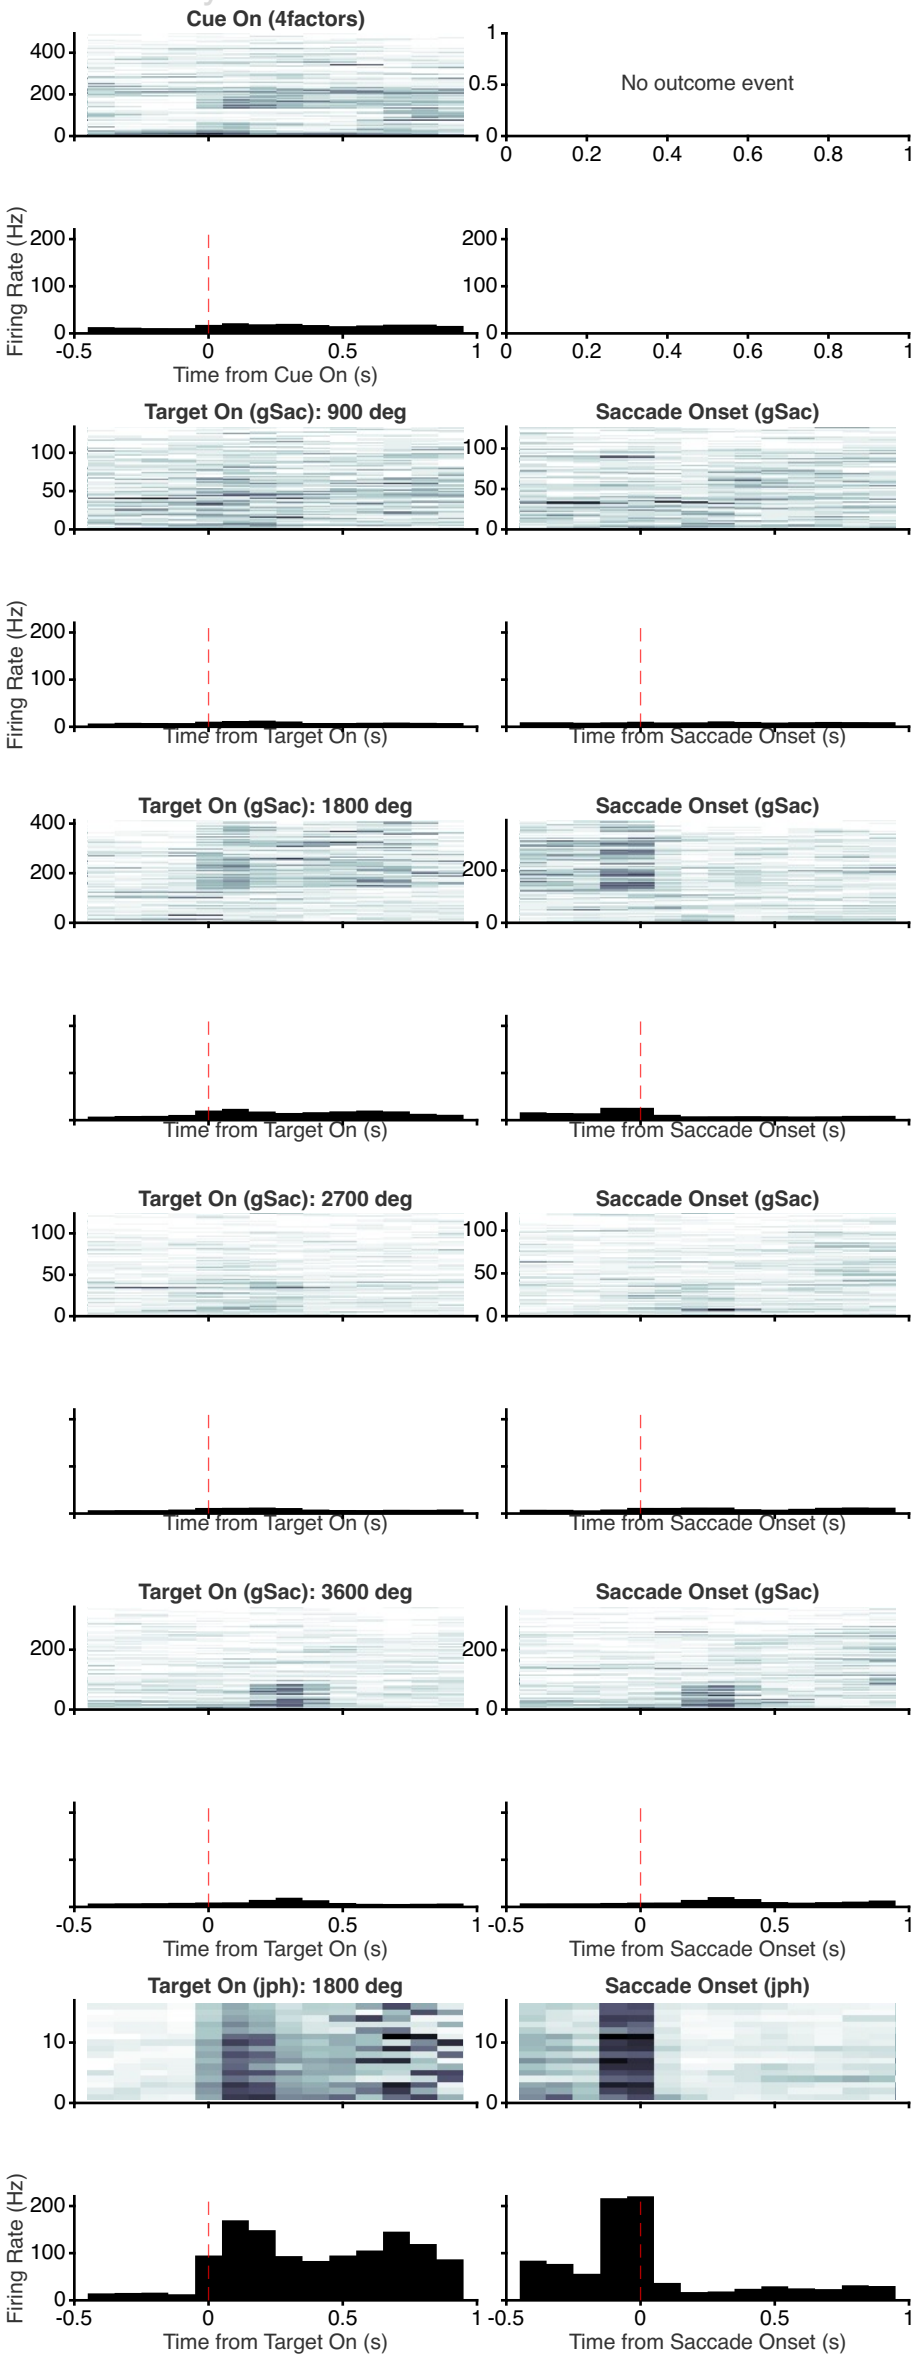 Cue On (4factors)
400
200
0
1
0.5
0
No outcome event
0 0.2 0.4 0.6 0.8 1
Firing Rate (Hz)
200
100
0
-0.5 0 0.5 1
Time from Cue On (s)
200
100
0
0 0.2 0.4 0.6 0.8 1
Target On (gSac): 900 deg
100
50
0
Saccade Onset (gSac)
100
50
0
Firing Rate (Hz)
200
100
0
Time from Target On (s)
Time from Saccade Onset (s)
Target On (gSac): 1800 deg
400
200
0
Saccade Onset (gSac)
200
0
Time from Target On (s)
Time from Saccade Onset (s)
Target On (gSac): 2700 deg
100
50
0
Saccade Onset (gSac)
100
50
0
Time from Target On (s)
Time from Saccade Onset (s)
Target On (gSac): 3600 deg
200
0
Saccade Onset (gSac)
200
0
-0.5 0 0.5 1
Time from Target On (s)
-0.5 0 0.5 1
Time from Saccade Onset (s)
Target On (jph): 1800 deg
10
0
Saccade Onset (jph)
10
0
Firing Rate (Hz)
200
100
0
-0.5 0 0.5 1
Time from Target On (s)
-0.5 0 0.5 1
Time from Saccade Onset (s)